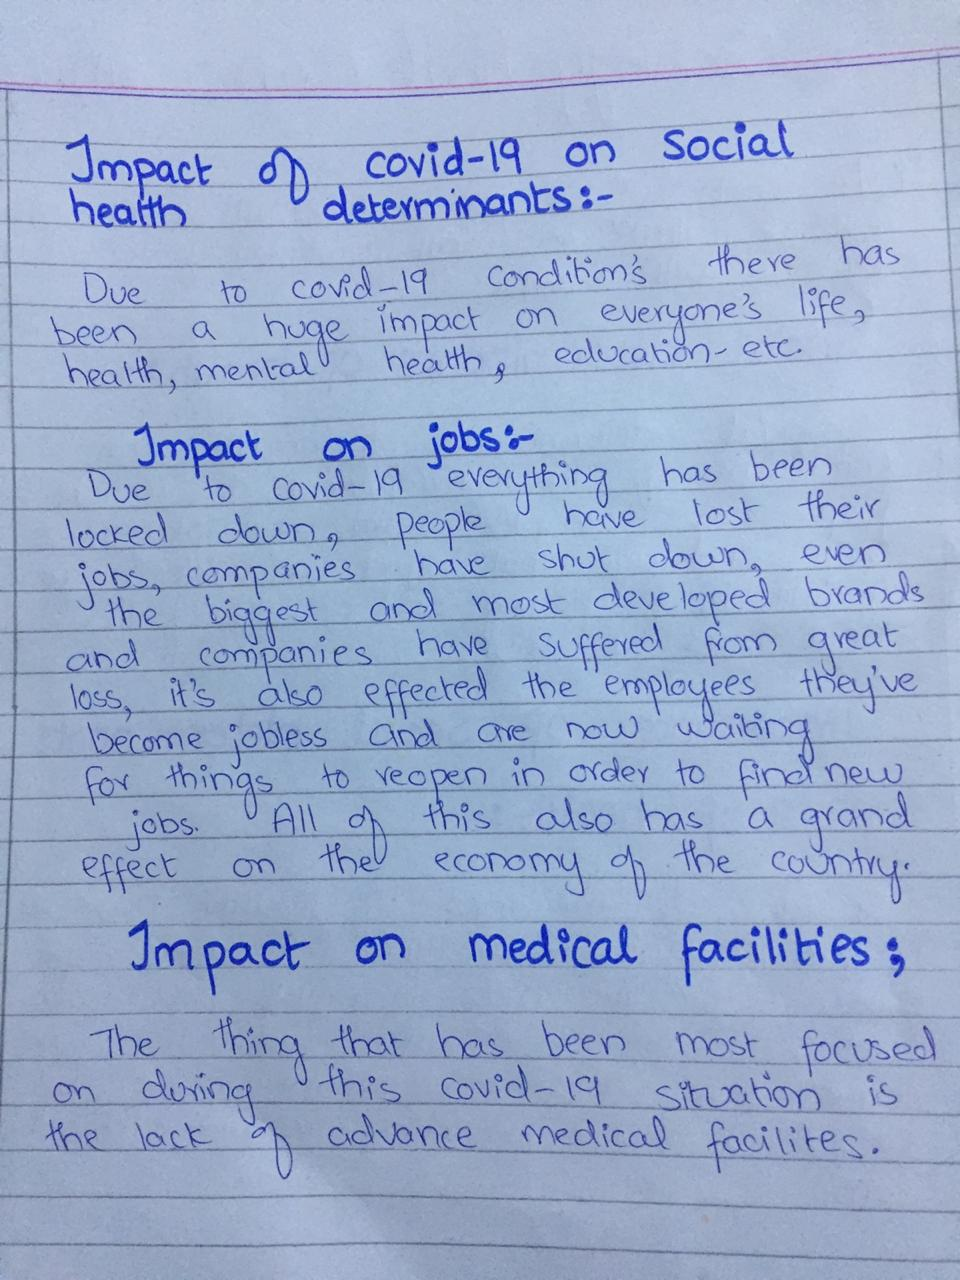 Impact of covid-19 on social
health determinants:-
Due to covid-19 condition's there has
been a huge impact on everyone's life,
health, mental health, education- etc.
Impact on jobs:-
Due to covid-19 everything has been
locked down, people have lost their
jobs, companies have shut down, even
the biggest and most developed brands
and companies have suffered from great
loss, it's also effected the employees they've
become jobless and are now waiting
for things to reopen in order to find new
jobs. All of this also has a grand
effect on the economy of the country.
Impact on medical facilities;
The thing that has been most focused
on during this covid-19 situation is
the lack of advance medical facilites.